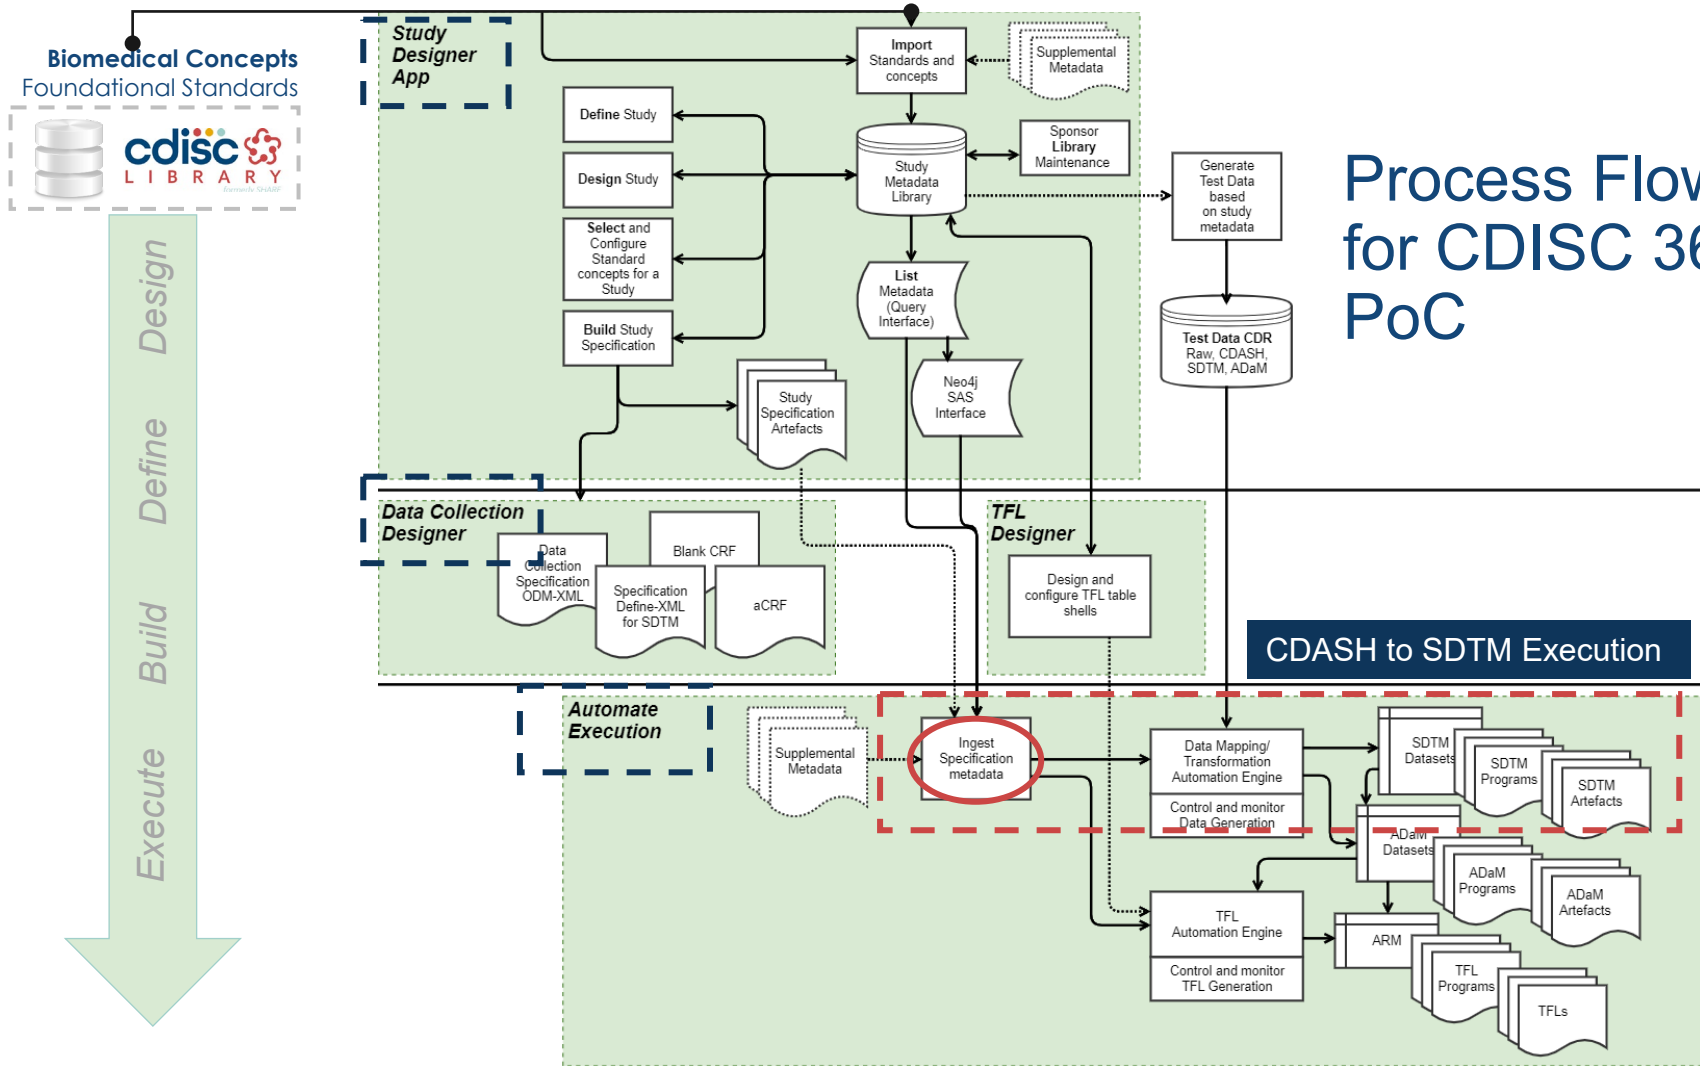 Biomedical Concepts
Foundational Standards
cdisc
LIBRARY
formerly SHARE
Design
Define
Build
Execute
Process Flow
for CDISC 36
PoC
Study
Designer
App
Import
Standards and
concepts
Supplemental
Metadata
Define Study
Design Study
Select and
Configure
Standard
concepts for a
Study
Build Study
Specification
Study
Metadata
Library
Sponsor
Library
Maintenance
Generate
Test Data
based
on study
metadata
List
Metadata
(Query
Interface)
Neo4j
SAS
Interface
Study
Specification
Artefacts
Test Data CDR
Raw, CDASH,
SDTM, ADaM
Data Collection
Designer
Data
Collection
Specification
ODM-XML
Blank CRF
Specification
Define-XML
for SDTM
aCRF
TFL
Designer
Design and
configure TFL table
shells
CDASH to SDTM Execution
Automate
Execution
Supplemental
Metadata
Ingest
Specification
metadata
Data Mapping/
Transformation
Automation Engine
Control and monitor
Data Generation
SDTM
Datasets
SDTM
Programs
SDTM
Artefacts
ADaM
Datasets
ADaM
Programs
ADaM
Artefacts
TFL
Automation Engine
Control and monitor
TFL Generation
ARM
TFL
Programs
TFLs